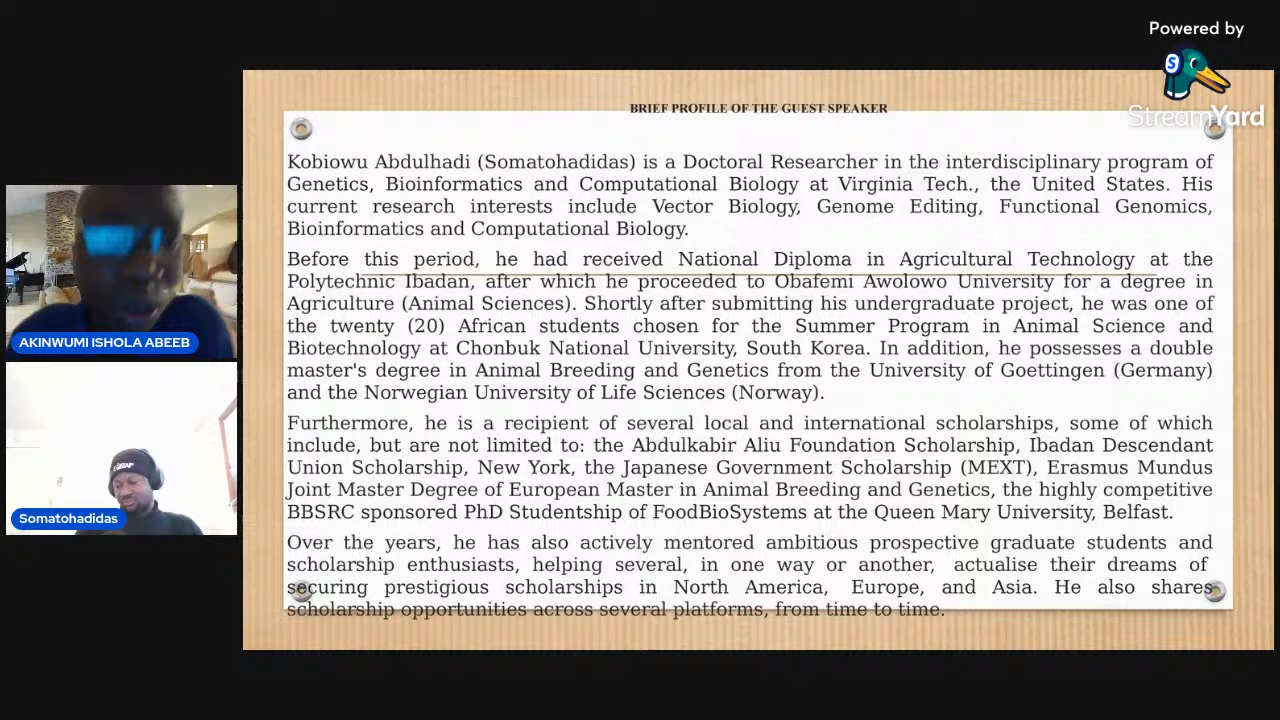 Powered by
StreamYard
BRIEF PROFILE OF THE GUEST SPEAKER
Kobiowu Abdulhadi (Somatohadidas) is a Doctoral Researcher in the interdisciplinary program of
Genetics, Bioinformatics and Computational Biology at Virginia Tech., the United States. His
current research interests include Vector Biology, Genome Editing, Functional Genomics,
Bioinformatics and Computational Biology.
Before this period, he had received National Diploma in Agricultural Technology at the
Polytechnic Ibadan, after which he proceeded to Obafemi Awolowo University for a degree in
Agriculture (Animal Sciences). Shortly after submitting his undergraduate project, he was one of
the twenty (20) African students chosen for the Summer Program in Animal Science and
Biotechnology at Chonbuk National University, South Korea. In addition, he possesses a double
master's degree in Animal Breeding and Genetics from the University of Goettingen (Germany)
and the Norwegian University of Life Sciences (Norway).
Furthermore, he is a recipient of several local and international scholarships, some of which
include, but are not limited to: the Abdulkabir Aliu Foundation Scholarship, Ibadan Descendant
Union Scholarship, New York, the Japanese Government Scholarship (MEXT), Erasmus Mundus
Joint Master Degree of European Master in Animal Breeding and Genetics, the highly competitive
BBSRC sponsored PhD Studentship of FoodBioSystems at the Queen Mary University, Belfast.
Over the years, he has also actively mentored ambitious prospective graduate students and
scholarship enthusiasts, helping several, in one way or another, actualise their dreams of
securing prestigious scholarships in North America, Europe, and Asia. He also shares
scholarship opportunities across several platforms, from time to time.
AKINWUMI ISHOLA ABEEB
Somatohadidas